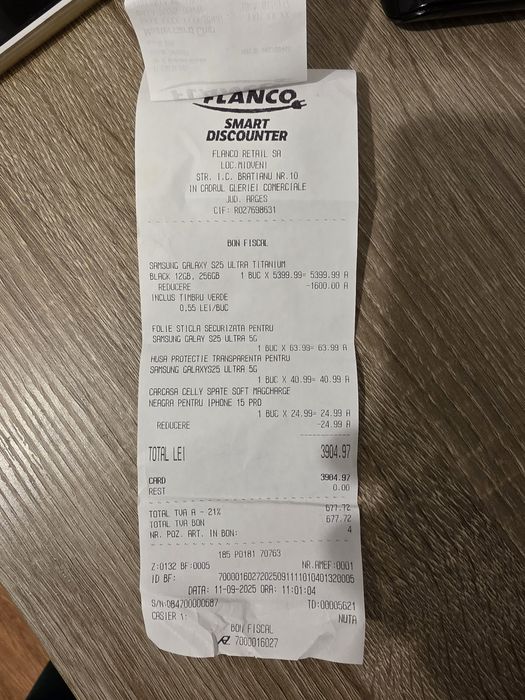 FLANCO
SMART
DISCOUNTER
FLANCO RETAIL SA
LOC.MIOVENI
STR. I.C. BRATIANU NR.10
IN CADRUL GLERIEI COMERCIALE
JUD. ARGES
CIF: RO27698631
BON FISCAL
SAMSUNG GALAXY S25 ULTRA TITANIUM
BLACK 12GB, 256GB 1 BUC X 5399.99= 5399.99 A
REDUCERE -1600.00 A
INCLUS TIMBRU VERDE
0,55 LEI/BUC
FOLIE STICLA SECURIZATA PENTRU
SAMSUNG GALAY S25 ULTRA 5G
1 BUC X 63.99= 63.99 A
HUSA PROTECTIE TRANSPARENTA PENTRU
SAMSUNG GALAXYS25 ULTRA 5G
1 BUC X 40.99= 40.99 A
CARCASA CELLY SPATE SOFT MAGCHARGE
NEAGRA PENTRU IPHONE 15 PRO
1 BUC X 24.99= 24.99 A
REDUCERE -24.99 A
TOTAL LEI 3904.97
CARD 3904.97
REST 0.00
TOTAL TVA A - 21% 677.72
TOTAL TVA BON 677.72
NR. POZ. ART. IN BON: 4
185 P0181 70763
Z:0132 BF:0005 NR.AMEF:0001
ID BF: 70000160272025091111010401320005
DATA: 11-09-2025 ORA: 11:01:04
S/N:084700000687 TD:00005621
CASIER 1: NUTA
BON FISCAL
7000016027